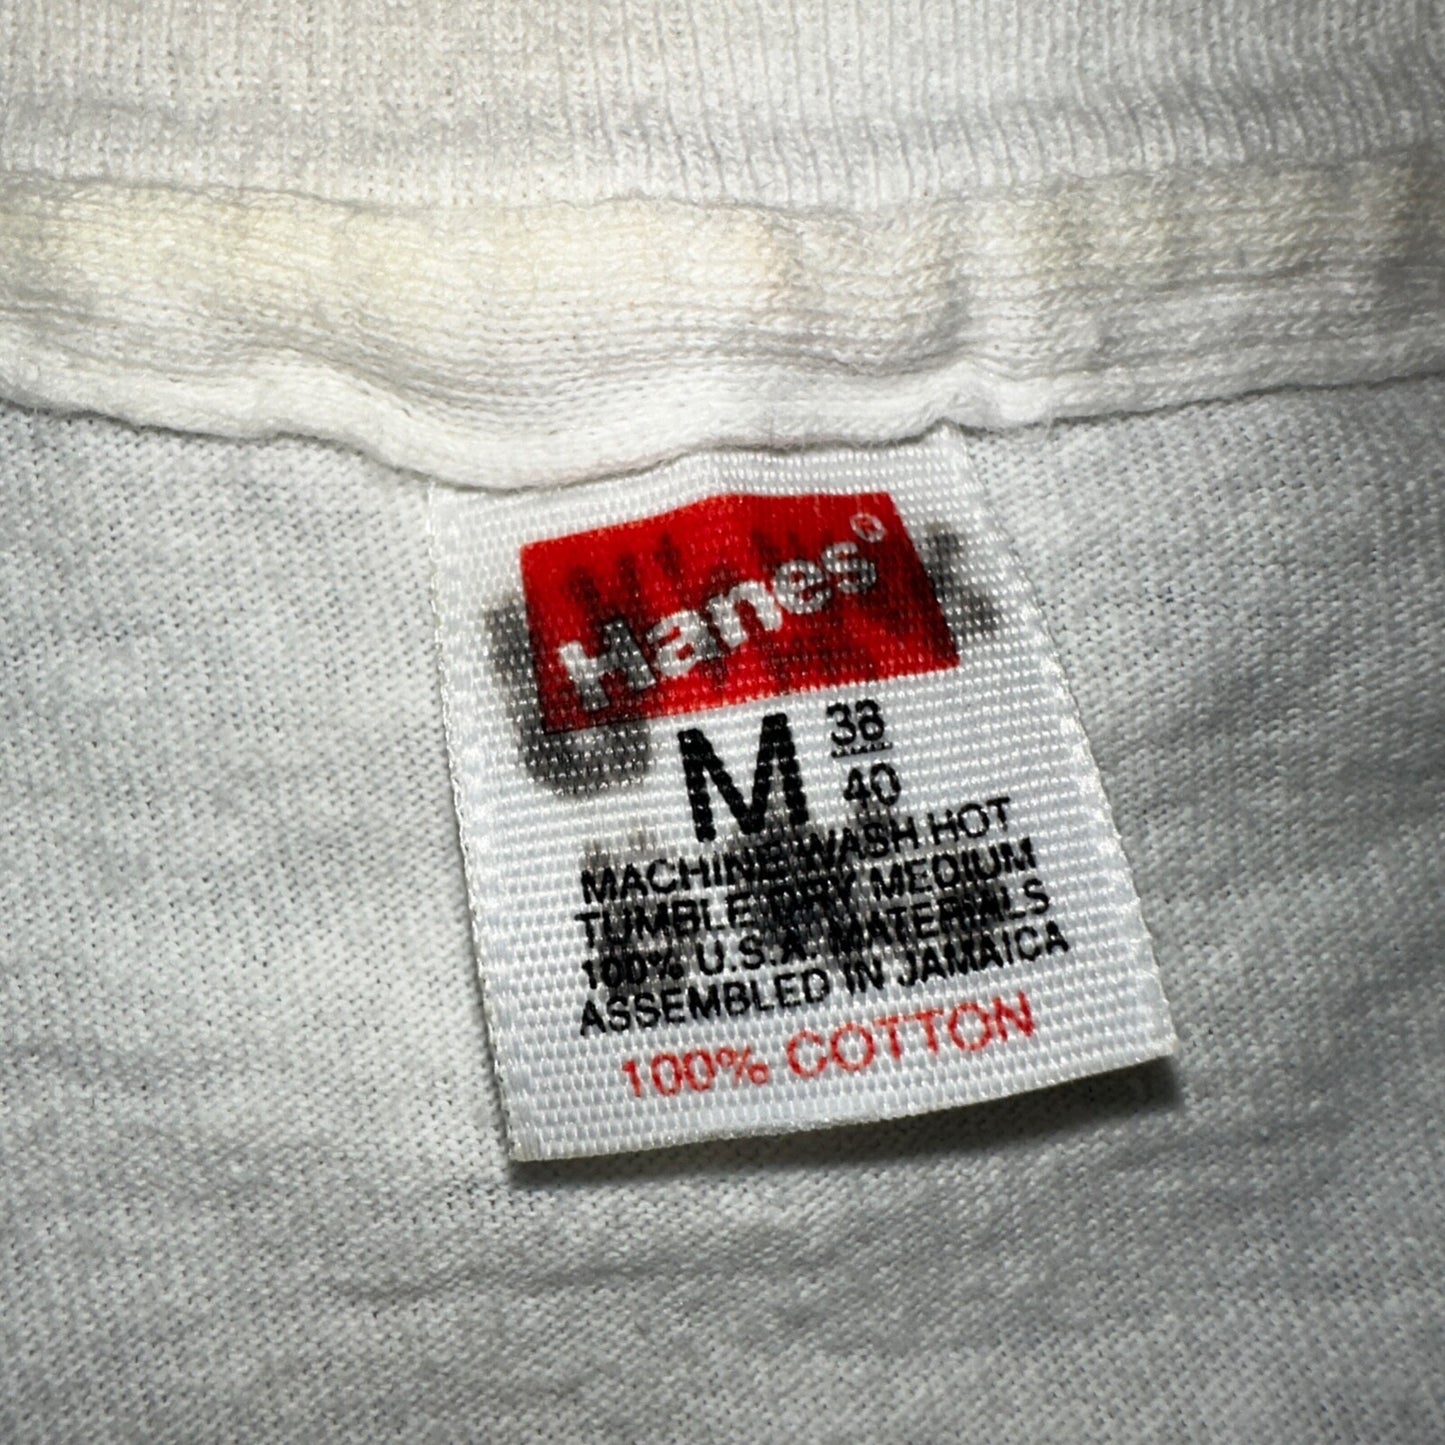 Hanes®
M 38
40
MACHINE WASH HOT
TUMBLE DRY MEDIUM
100% U.S.A. MATERIALS
ASSEMBLED IN JAMAICA
100% COTTON